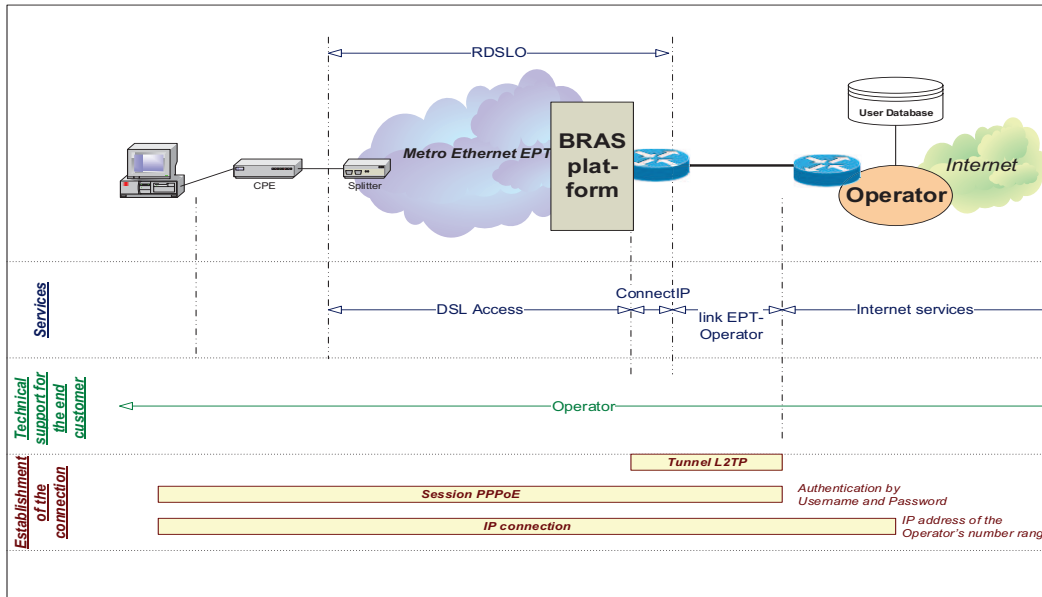 RDSLO
User Database
Metro Ethernet EPT
BRAS
plat-
form
Internet
CPE
Splitter
Operator
Services
DSL Access
ConnectIP
link EPT-
Operator
Internet services
Technical
support for
the end
customer
Operator
Establishment
of the
connection
Tunnel L2TP
Session PPPoE
Authentication by
Username and Password
IP connection
IP address of the
Operator's number rang